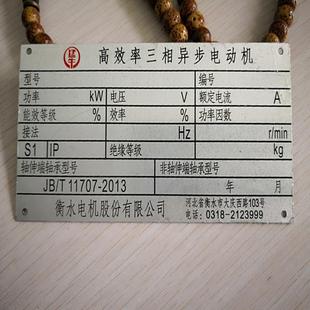 高效率三相异步电动机
型号 编号
功率 kW 电压 V 额定电流 A
能效等级 % 效率 % 功率因数
接法 Hz r/min
S1 IP 绝缘等级 kg
轴伸端轴承型号 非轴伸端轴承型号
JB/T 11707-2013 年 月
衡水电机股份有限公司
河北省衡水市大庆西路103号
电话：0318-2123999